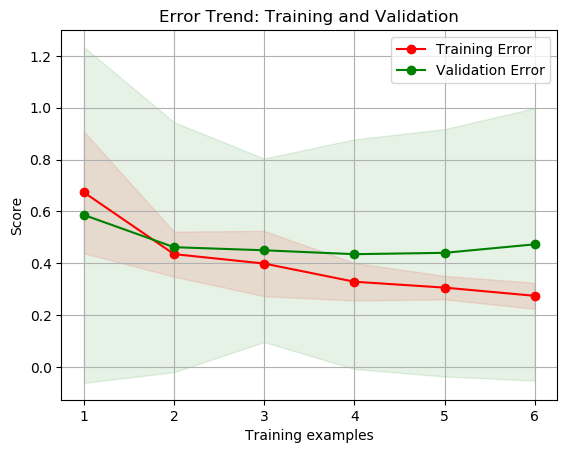 Error Trend: Training and Validation
Training Error
Validation Error
Score
1.2
1.0
0.8
0.6
0.4
0.2
0.0
1 2 3 4 5 6
Training examples